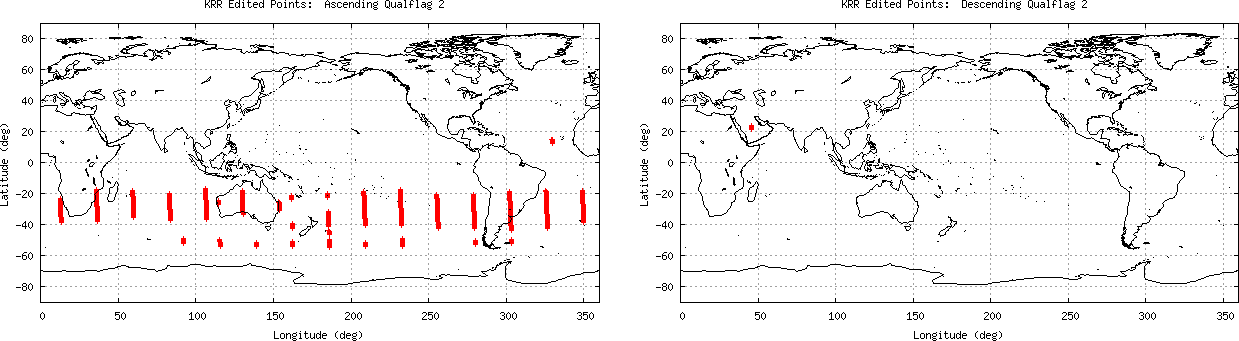 KRR Edited Points:  Ascending Qualflag 2
80
60
40
20
0
-20
-40
-60
-80
Latitude (deg)
0 50 100 150 200 250 300 350
Longitude (deg)
KRR Edited Points:  Descending Qualflag 2
80
60
40
20
0
-20
-40
-60
-80
Latitude (deg)
0 50 100 150 200 250 300 350
Longitude (deg)